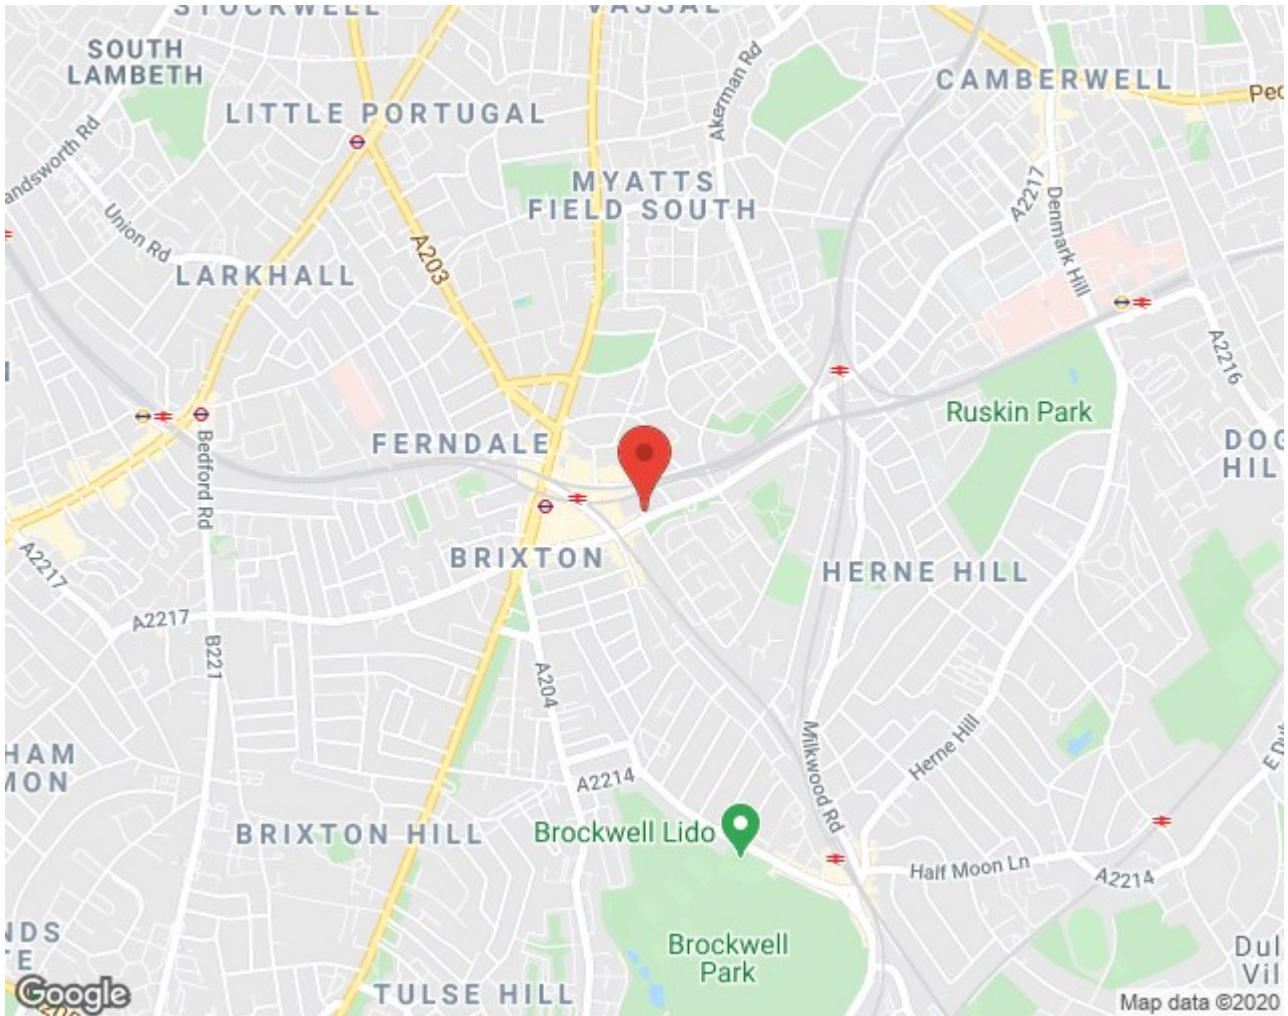 STOCKWELL
VASSAL
SOUTH
LAMBETH
CAMBERWELL
LITTLE PORTUGAL
Akerman Rd
Union Rd
MYATTS
FIELD SOUTH
A2217
Denmark Hill
A203
LARKHALL
A2216
Ruskin Park
FERNDALE
Bedford Rd
BRIXTON
HERNE HILL
A2217
A2217
B221
A204
Milkwood Rd
Herne Hill
A2214
BRIXTON HILL
Brockwell Lido
Half Moon Ln
A2214
Brockwell
Park
TULSE HILL
Google
Map data ©2020